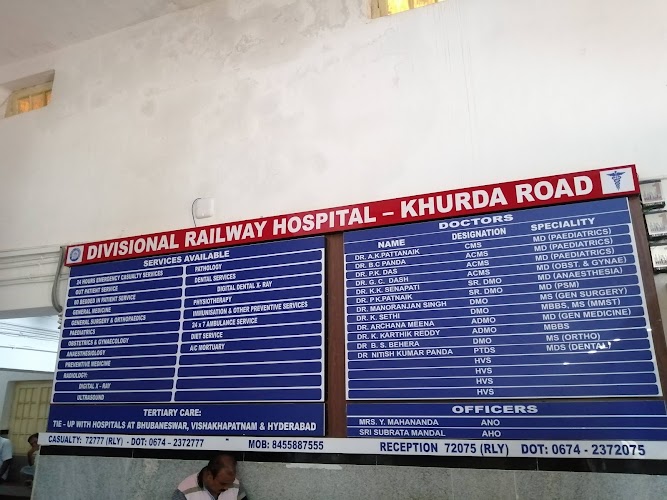 DIVISIONAL RAILWAY HOSPITAL – KHURDA ROAD
SERVICES AVAILABLE
24 HOURS EMERGENCY CASUALTY SERVICES
OUT PATIENT SERVICE
80 BEDDED IN PATIENT SERVICE
GENERAL MEDICINE
GENERAL SURGERY & ORTHOPAEDICS
PAEDIATRICS
OBSTETRICS & GYNAECOLOGY
ANAESTHESIOLOGY
PREVENTIVE MEDICINE
RADIOLOGY:
DIGITAL X - RAY
ULTRASOUND
PATHOLOGY
DENTAL SERVICES
DIGITAL DENTAL X- RAY
PHYSIOTHERAPY
IMMUNISATION & OTHER PREVENTIVE SERVICES
24 x 7 AMBULANCE SERVICE
DIET SERVICE
A/C MORTUARY
TERTIARY CARE:
TIE - UP WITH HOSPITALS AT BHUBANESWAR, VISHAKHAPATNAM & HYDERABAD
DOCTORS
NAME DESIGNATION SPECIALITY
DR. A.K.PATTANAIK CMS MD (PAEDIATRICS)
DR. B.C PANDA ACMS MD (PAEDIATRICS)
DR. P.K. DAS ACMS MD (PAEDIATRICS)
DR. G. C. DASH ACMS MD (OBST. & GYNAE)
DR. K.K. SENAPATI SR. DMO MD (ANAESTHESIA)
DR. P.K.PATNAIK SR. DMO MD (PSM)
DR. MANORANJAN SINGH DMO MS (GEN SURGERY)
DR. K. SETHI DMO MBBS, MS (MMST)
DR. ARCHANA MEENA DMO MD (GEN MEDICINE)
DR. K. KARTHIK REDDY ADMO MBBS
DR. B. S. BEHERA DMO MS (ORTHO)
DR NITISH KUMAR PANDA PTDS MDS (DENTAL)
HVS
HVS
HVS
HVS
OFFICERS
MRS. Y. MAHANANDA ANO
SRI SUBRATA MANDAL AHO
CASUALTY: 72777 (RLY) - DOT: 0674 - 2372777 MOB: 8455887555 RECEPTION 72075 (RLY) DOT: 0674 - 2372075